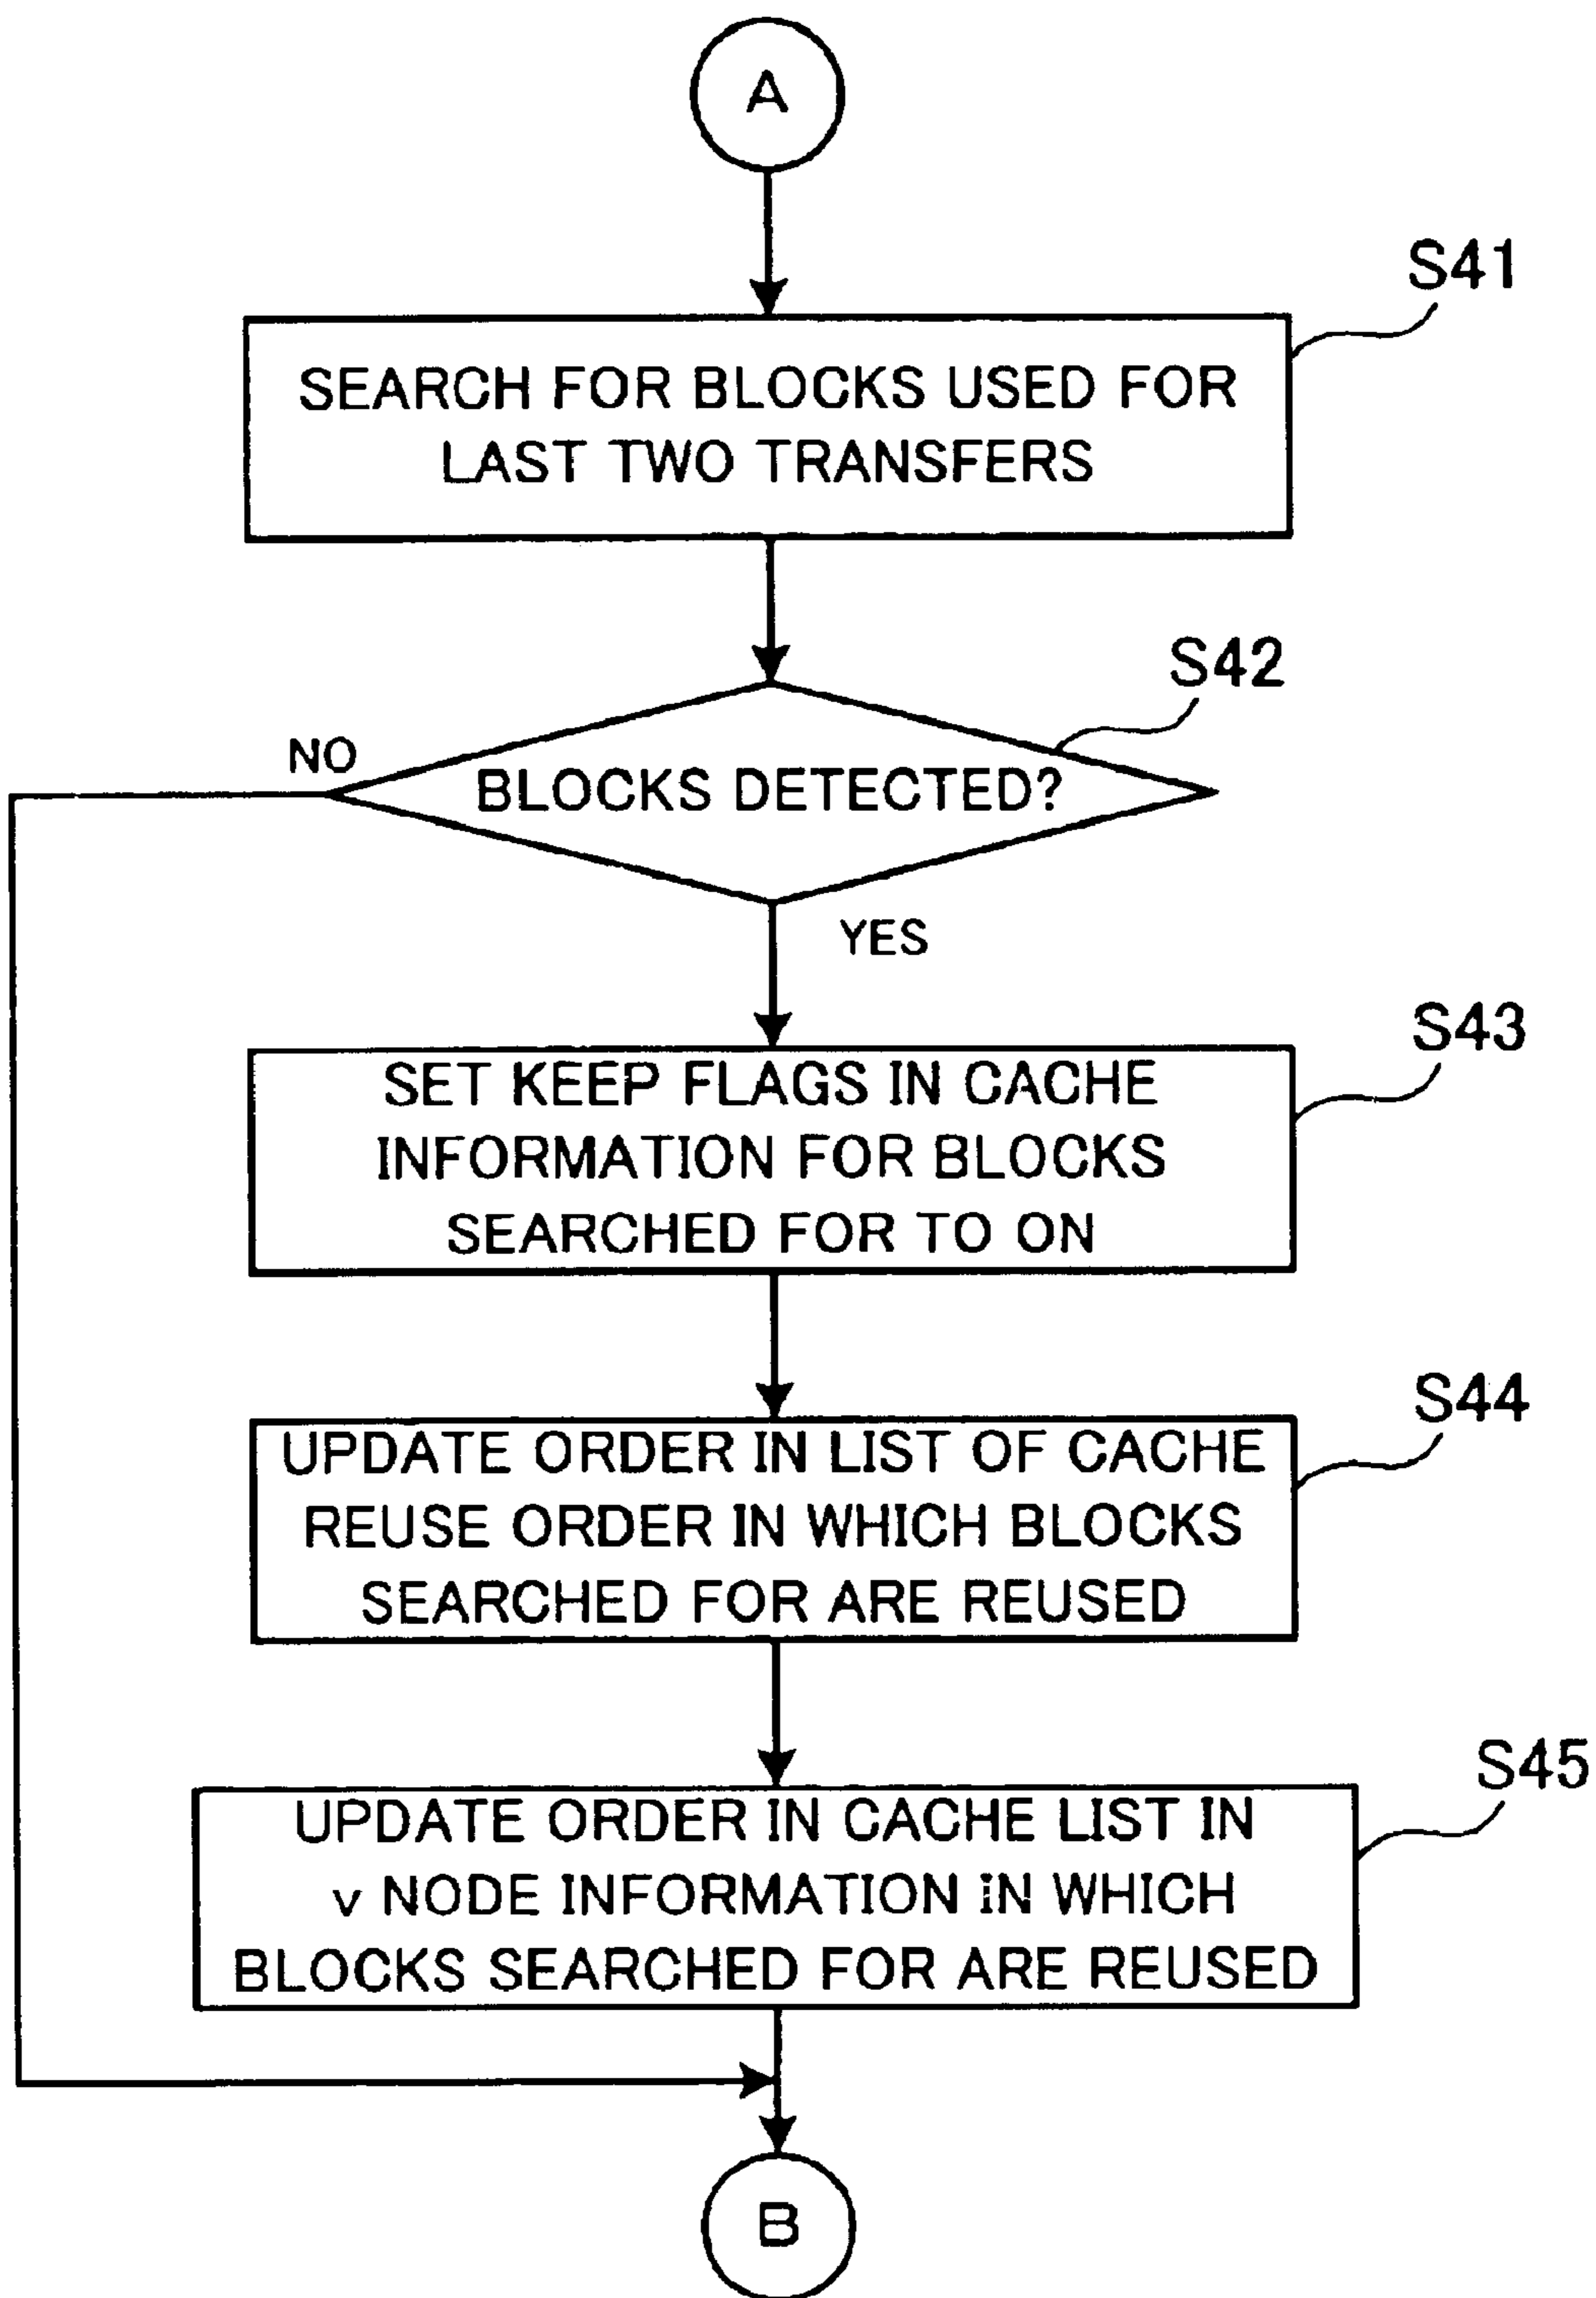 A
S41
SEARCH FOR BLOCKS USED FOR
LAST TWO TRANSFERS
S42
NO
BLOCKS DETECTED?
YES
S43
SET KEEP FLAGS IN CACHE
INFORMATION FOR BLOCKS
SEARCHED FOR TO ON
S44
UPDATE ORDER IN LIST OF CACHE
REUSE ORDER IN WHICH BLOCKS
SEARCHED FOR ARE REUSED
S45
UPDATE ORDER IN CACHE LIST IN
v NODE INFORMATION iN WHICH
BLOCKS SEARCHED FOR ARE REUSED
B